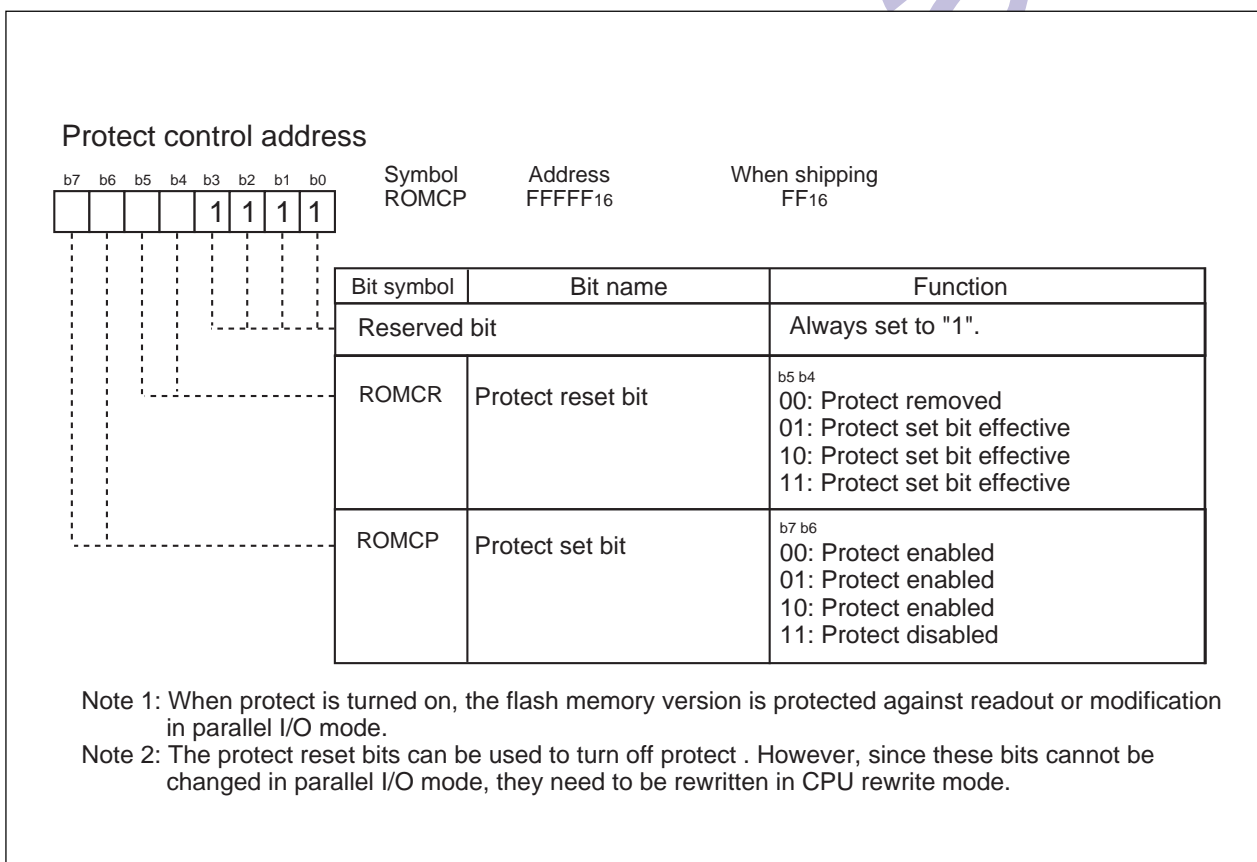 Protect control address
b7 b6 b5 b4 b3 b2 b1 b0
1 1 1 1
Symbol Address When shipping
ROMCP FFFFF16 FF16
Bit symbol Bit name Function
Reserved bit Always set to "1".
ROMCR Protect reset bit
b5 b4
00: Protect removed
01: Protect set bit effective
10: Protect set bit effective
11: Protect set bit effective
ROMCP Protect set bit
b7 b6
00: Protect enabled
01: Protect enabled
10: Protect enabled
11: Protect disabled
Note 1: When protect is turned on, the flash memory version is protected against readout or modification
in parallel I/O mode.
Note 2: The protect reset bits can be used to turn off protect . However, since these bits cannot be
changed in parallel I/O mode, they need to be rewritten in CPU rewrite mode.